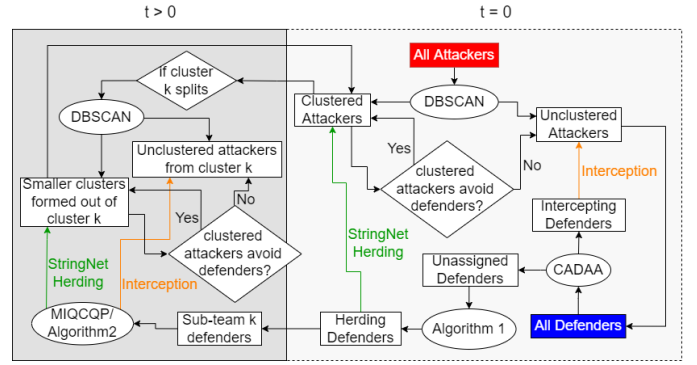 t > 0
t = 0
All Attackers
If cluster
k splits
DBSCAN
Unclustered attackers
from cluster k
Smaller clusters
formed out of
cluster k
Yes
No
clustered
attackers avoid
defenders?
StringNet
Herding
Interception
MIQCQP/
Algorithm2
Sub-team k
defenders
Clustered
Attackers
DBSCAN
Unclustered
Attackers
Yes
clustered
attackers avoid
defenders?
No
Interception
StringNet
Herding
Intercepting
Defenders
Unassigned
Defenders
CADAA
Herding
Defenders
Algorithm 1
All Defenders